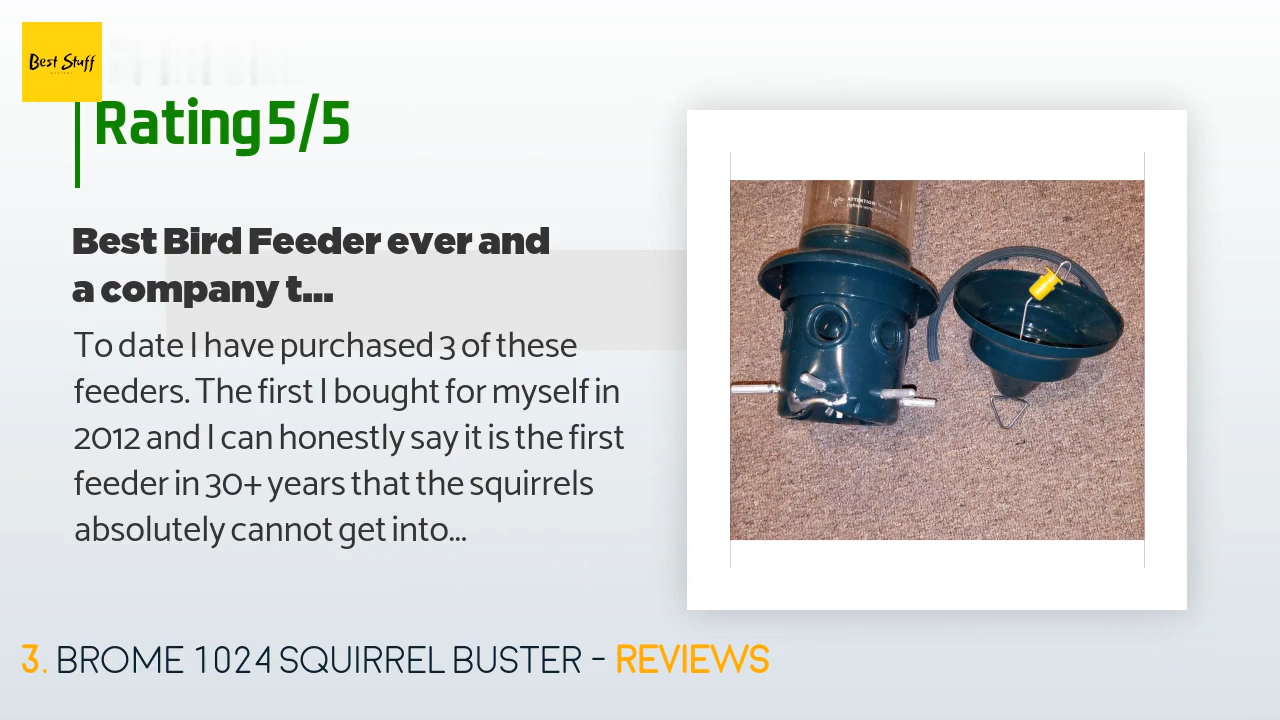 Best Stuff
Rating 5/5
Best Bird Feeder ever and
a company t...
To date I have purchased 3 of these
feeders. The first I bought for myself in
2012 and I can honestly say it is the first
feeder in 30+ years that the squirrels
absolutely cannot get into...
ATTENTION
3. BROME 1024 SQUIRREL BUSTER - REVIEWS